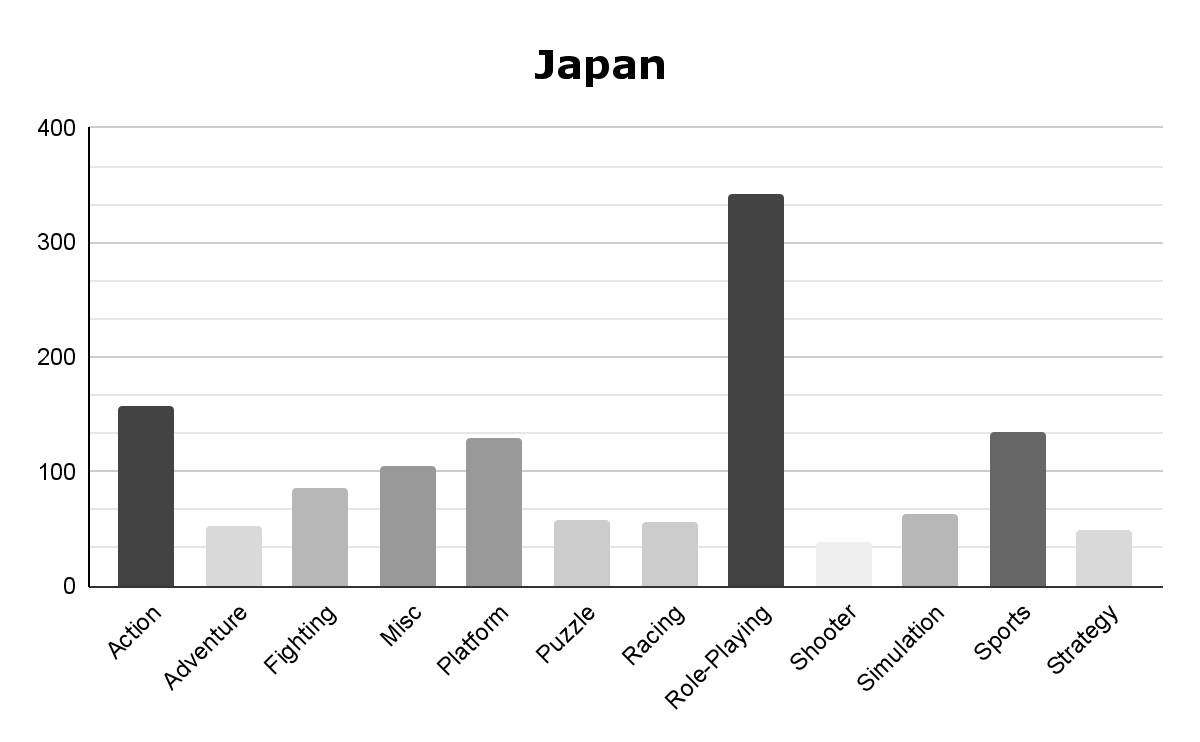 Japan
400
300
200
100
0
Action
Adventure
Fighting
MIsc
Platform
Puzzle
Racing
Role-Playing
Shooter
Simulation
Sports
Strategy